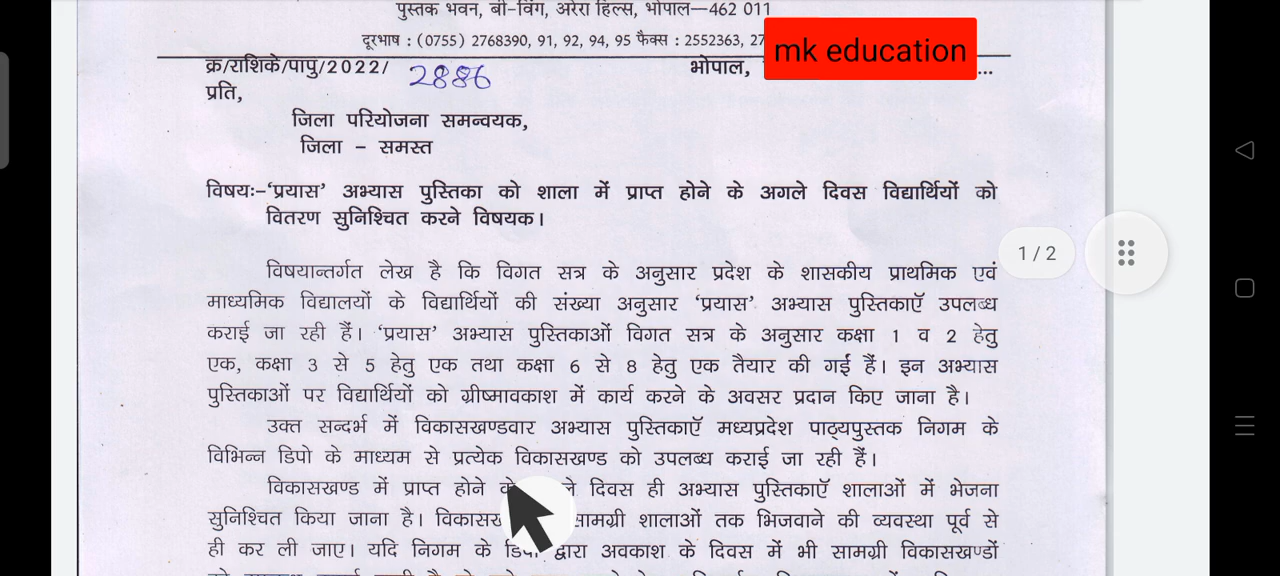 पुस्तक भवन, बी-विंग, अरेरा हिल्स, भोपाल—462 011
दूरभाष : (0755) 2768390, 91, 92, 94, 95 फैक्स : 2552363, 27
mk education
क्र/राशिके/पापु/2022/ 2886 भोपाल, ...
प्रति,
जिला परियोजना समन्वयक,
जिला - समस्त
विषयः-'प्रयास' अभ्यास पुस्तिका को शाला में प्राप्त होने के अगले दिवस विद्यार्थियों को
वितरण सुनिश्चित करने विषयक।
1 / 2
विषयान्तर्गत लेख है कि विगत सत्र के अनुसार प्रदेश के शासकीय प्राथमिक एवं
माध्यमिक विद्यालयों के विद्यार्थियों की संख्या अनुसार 'प्रयास' अभ्यास पुस्तिकाऍ उपलब्ध
कराई जा रही हैं। 'प्रयास' अभ्यास पुस्तिकाओं विगत सत्र के अनुसार कक्षा 1 व 2 हेतु
एक, कक्षा 3 से 5 हेतु एक तथा कक्षा 6 से 8 हेतु एक तैयार की गई हैं। इन अभ्यास
पुस्तिकाओं पर विद्यार्थियों को ग्रीष्मावकाश में कार्य करने के अवसर प्रदान किए जाना है।
उक्त सन्दर्भ में विकासखण्डवार अभ्यास पुस्तिकाऍ मध्यप्रदेश पाठ्यपुस्तक निगम के
विभिन्न डिपो के माध्यम से प्रत्येक विकासखण्ड को उपलब्ध कराई जा रही हैं।
विकासखण्ड में प्राप्त होने दिवस ही अभ्यास पुस्तिकाऍ शालाओं में भेजना
सुनिश्चित किया जाना है। सामग्री शालाओं तक भिजवाने की व्यवस्था पूर्व से
ही कर ली जाए। यदि निगम के द्वारा अवकाश के दिवस में भी सामग्री विकासखण्डों